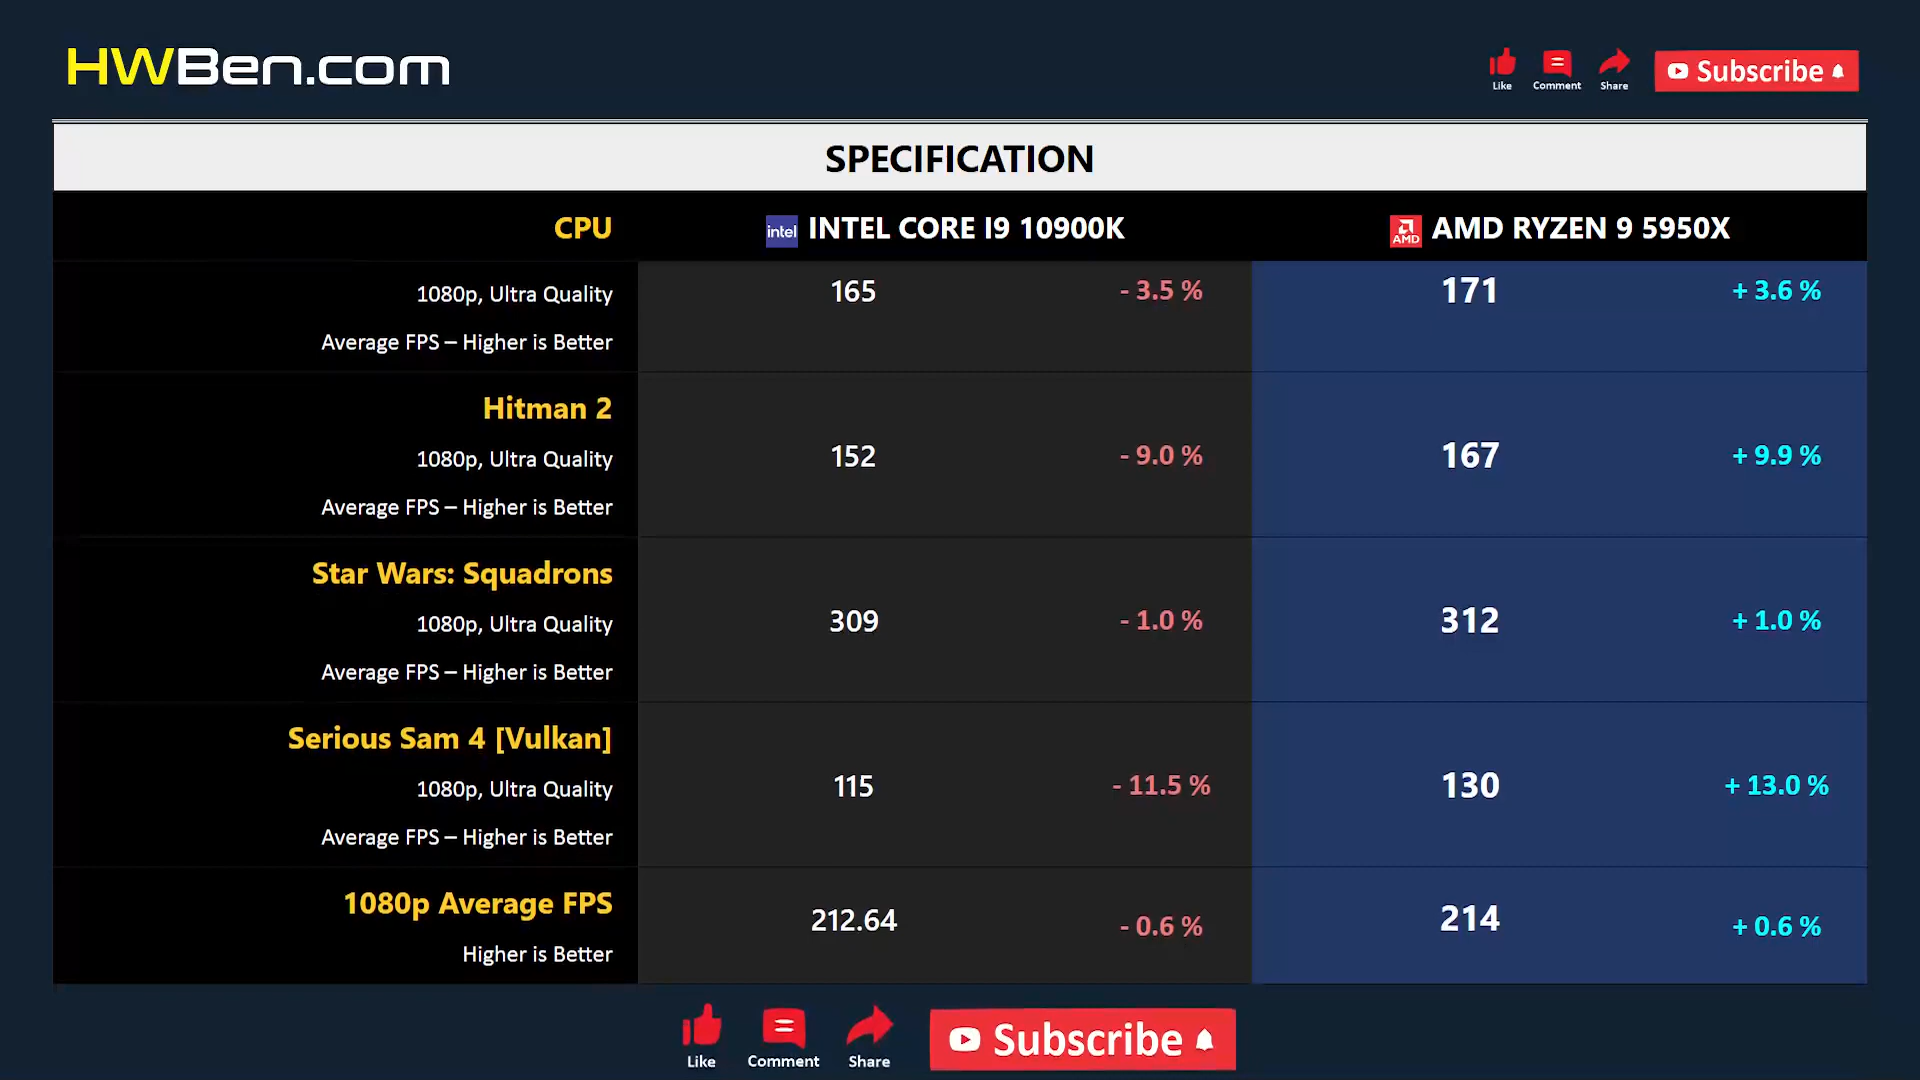 HWBen.com
Like Comment Share Subscribe
SPECIFICATION
CPU intel INTEL CORE I9 10900K AMD AMD RYZEN 9 5950X
1080p, Ultra Quality 165 - 3.5 % 171 + 3.6 %
Average FPS – Higher is Better
Hitman 2
1080p, Ultra Quality 152 - 9.0 % 167 + 9.9 %
Average FPS – Higher is Better
Star Wars: Squadrons
1080p, Ultra Quality 309 - 1.0 % 312 + 1.0 %
Average FPS – Higher is Better
Serious Sam 4 [Vulkan]
1080p, Ultra Quality 115 - 11.5 % 130 + 13.0 %
Average FPS – Higher is Better
1080p Average FPS 212.64 - 0.6 % 214 + 0.6 %
Higher is Better
Like Comment Share Subscribe